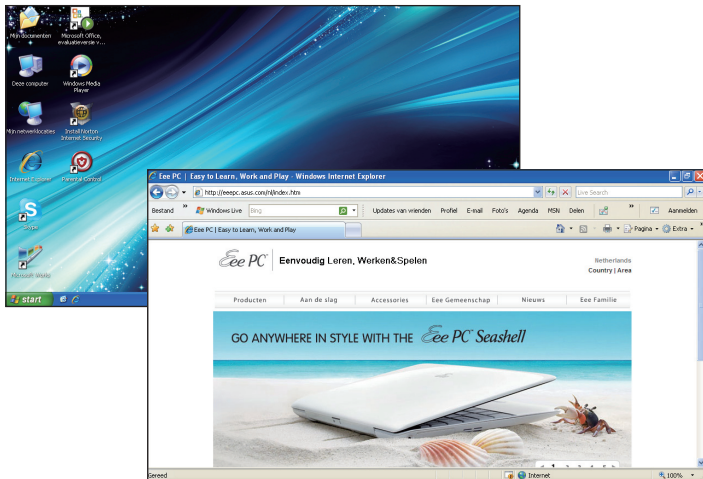 Mijn documenten
Microsoft Office,
evaluatieversie v...
Deze computer
Windows Media
Player
Mijn netwerklocaties
Install Norton
Internet Security
Internet Explorer
Parental Control
Skype
Microsoft Works
start
Eee PC | Easy to Learn, Work and Play - Windows Internet Explorer
http://eeepc.asus.com/nl/index.htm
Live Search
Bestand
Windows Live
Bing
Updates van vrienden
Profiel
E-mail
Foto's
Agenda
MSN
Delen
Aanmelden
Eee PC | Easy to Learn, Work and Play
Pagina
Extra
Eee PC
Eenvoudig Leren, Werken&Spelen
Netherlands
Country | Area
Producten
Aan de slag
Accessories
Eee Gemeenschap
Nieuws
Eee Familie
GO ANYWHERE IN STYLE WITH THE Eee PC Seashell
1
Gereed
Internet
100%